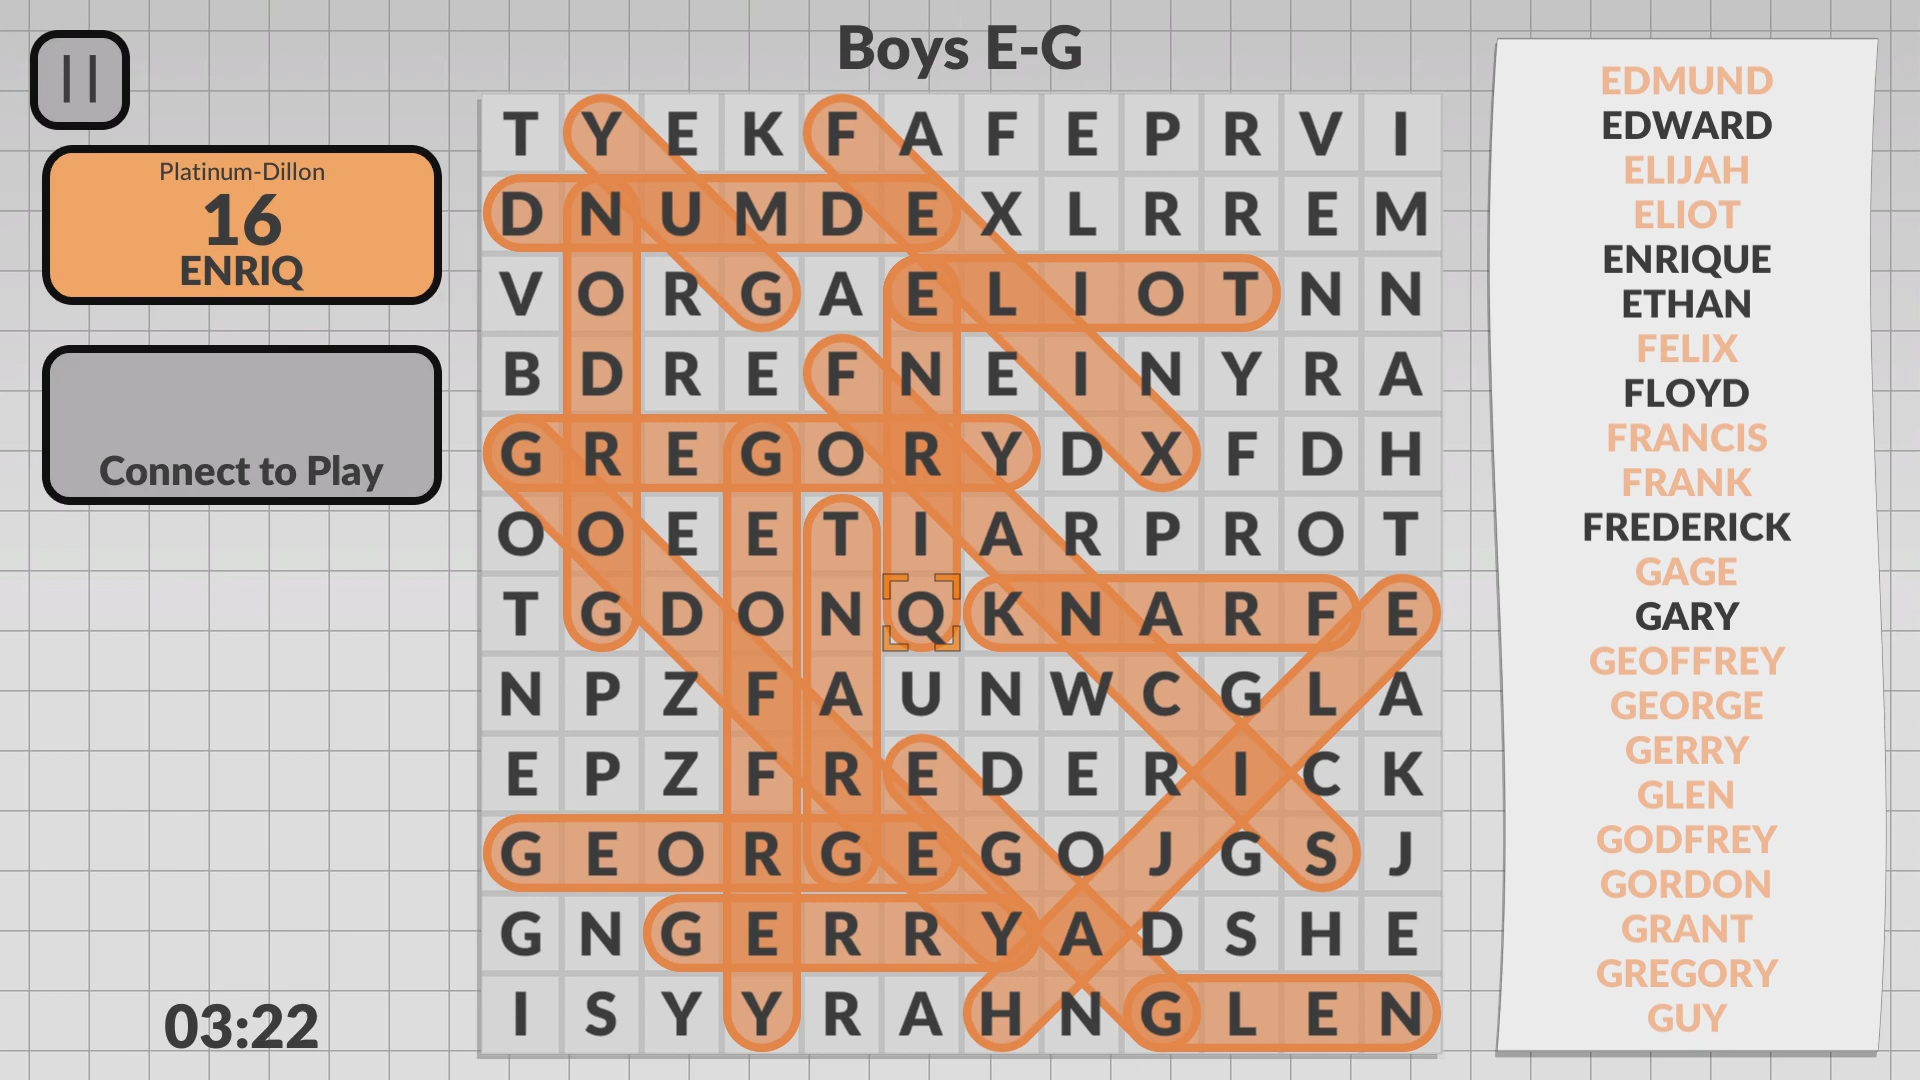 Boys E-G
Platinum-Dillon
16
ENRIQ
Connect to Play
03:22
T Y E K F A F E P R V I
D N U M D E X L R R E M
V O R G A E L I O T N N
B D R E F N E I N Y R A
G R E G O R Y D X F D H
O O E E T I A R P R O T
T G D O N Q K N A R F E
N P Z F A U N W C G L A
E P Z F R E D E R I C K
G E O R G E G O J G S J
G N G E R R Y A D S H E
I S Y Y R A H N G L E N
EDMUND
EDWARD
ELIJAH
ELIOT
ENRIQUE
ETHAN
FELIX
FLOYD
FRANCIS
FRANK
FREDERICK
GAGE
GARY
GEOFFREY
GEORGE
GERRY
GLEN
GODFREY
GORDON
GRANT
GREGORY
GUY